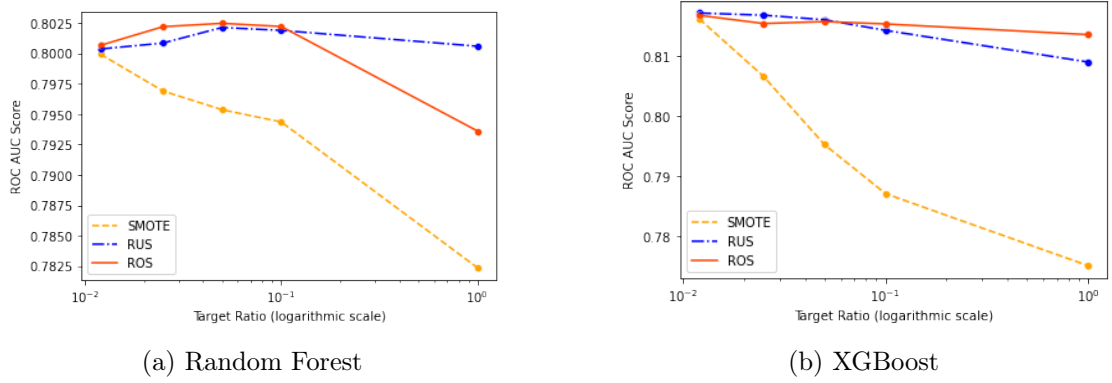 0.8025
0.8000
0.7975
0.7950
0.7925
0.7900
0.7875
0.7850
0.7825
ROC AUC Score
SMOTE
RUS
ROS
10⁻²
10⁻¹
10⁰
Target Ratio (logarithmic scale)
(a) Random Forest
0.81
0.80
0.79
0.78
ROC AUC Score
SMOTE
RUS
ROS
10⁻²
10⁻¹
10⁰
Target Ratio (logarithmic scale)
(b) XGBoost